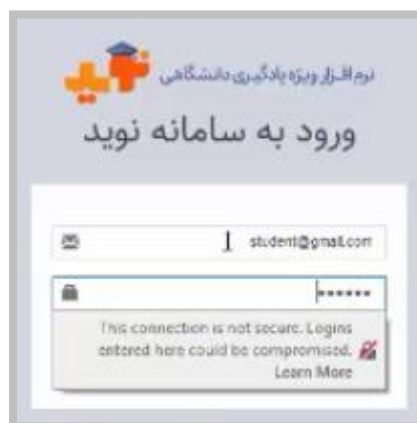 نوید
نرم افزار ویژه یادگیری دانشگاهی
ورود به سامانه نوید
student@gmail.com
••••••
This connection is not secure. Logins
entered here could be compromised.
Learn More